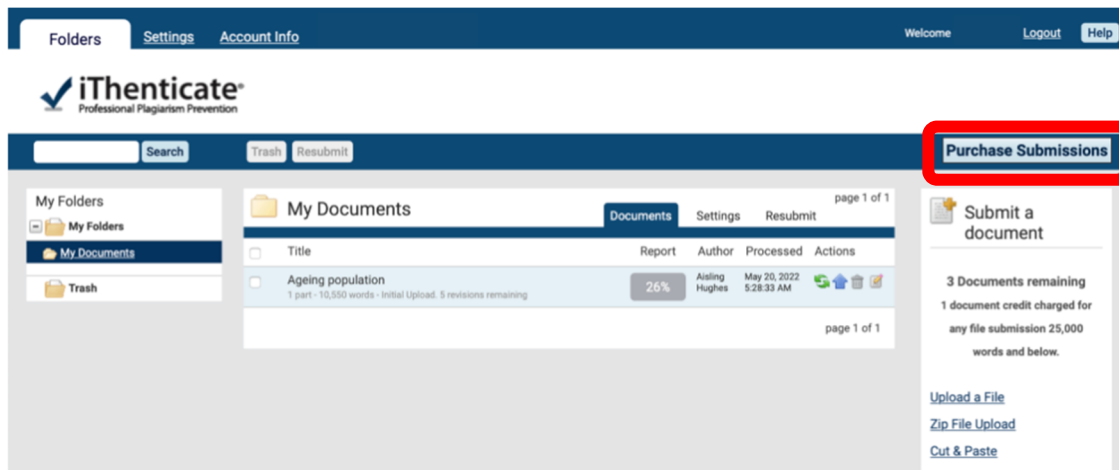 Folders Settings Account Info Welcome Logout Help
iThenticate®
Professional Plagiarism Prevention
Search Trash Resubmit Purchase Submissions
My Folders
My Folders
My Documents
Trash
My Documents
page 1 of 1
Documents Settings Resubmit
Title Report Author Processed Actions
Ageing population
1 part - 10,550 words - Initial Upload. 5 revisions remaining
26%
Aisling
Hughes
May 20, 2022
5:28:33 AM
page 1 of 1
Submit a
document
3 Documents remaining
1 document credit charged for
any file submission 25,000
words and below.
Upload a File
Zip File Upload
Cut & Paste